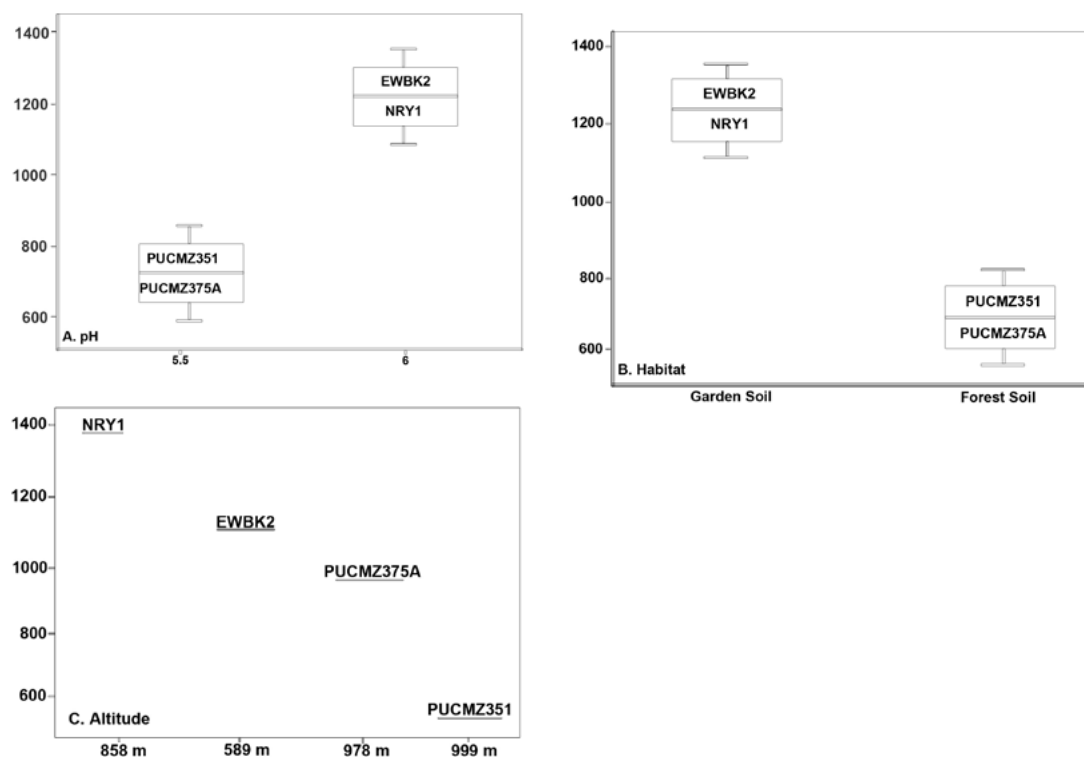 1400
1200
1000
800
600
EWBK2
NRY1
PUCMZ351
PUCMZ375A
A. pH
5.5
6
1400
1200
1000
800
600
EWBK2
NRY1
PUCMZ351
PUCMZ375A
B. Habitat
Garden Soil
Forest Soil
1400
1200
1000
800
600
NRY1
EWBK2
PUCMZ375A
PUCMZ351
C. Altitude
858 m
589 m
978 m
999 m